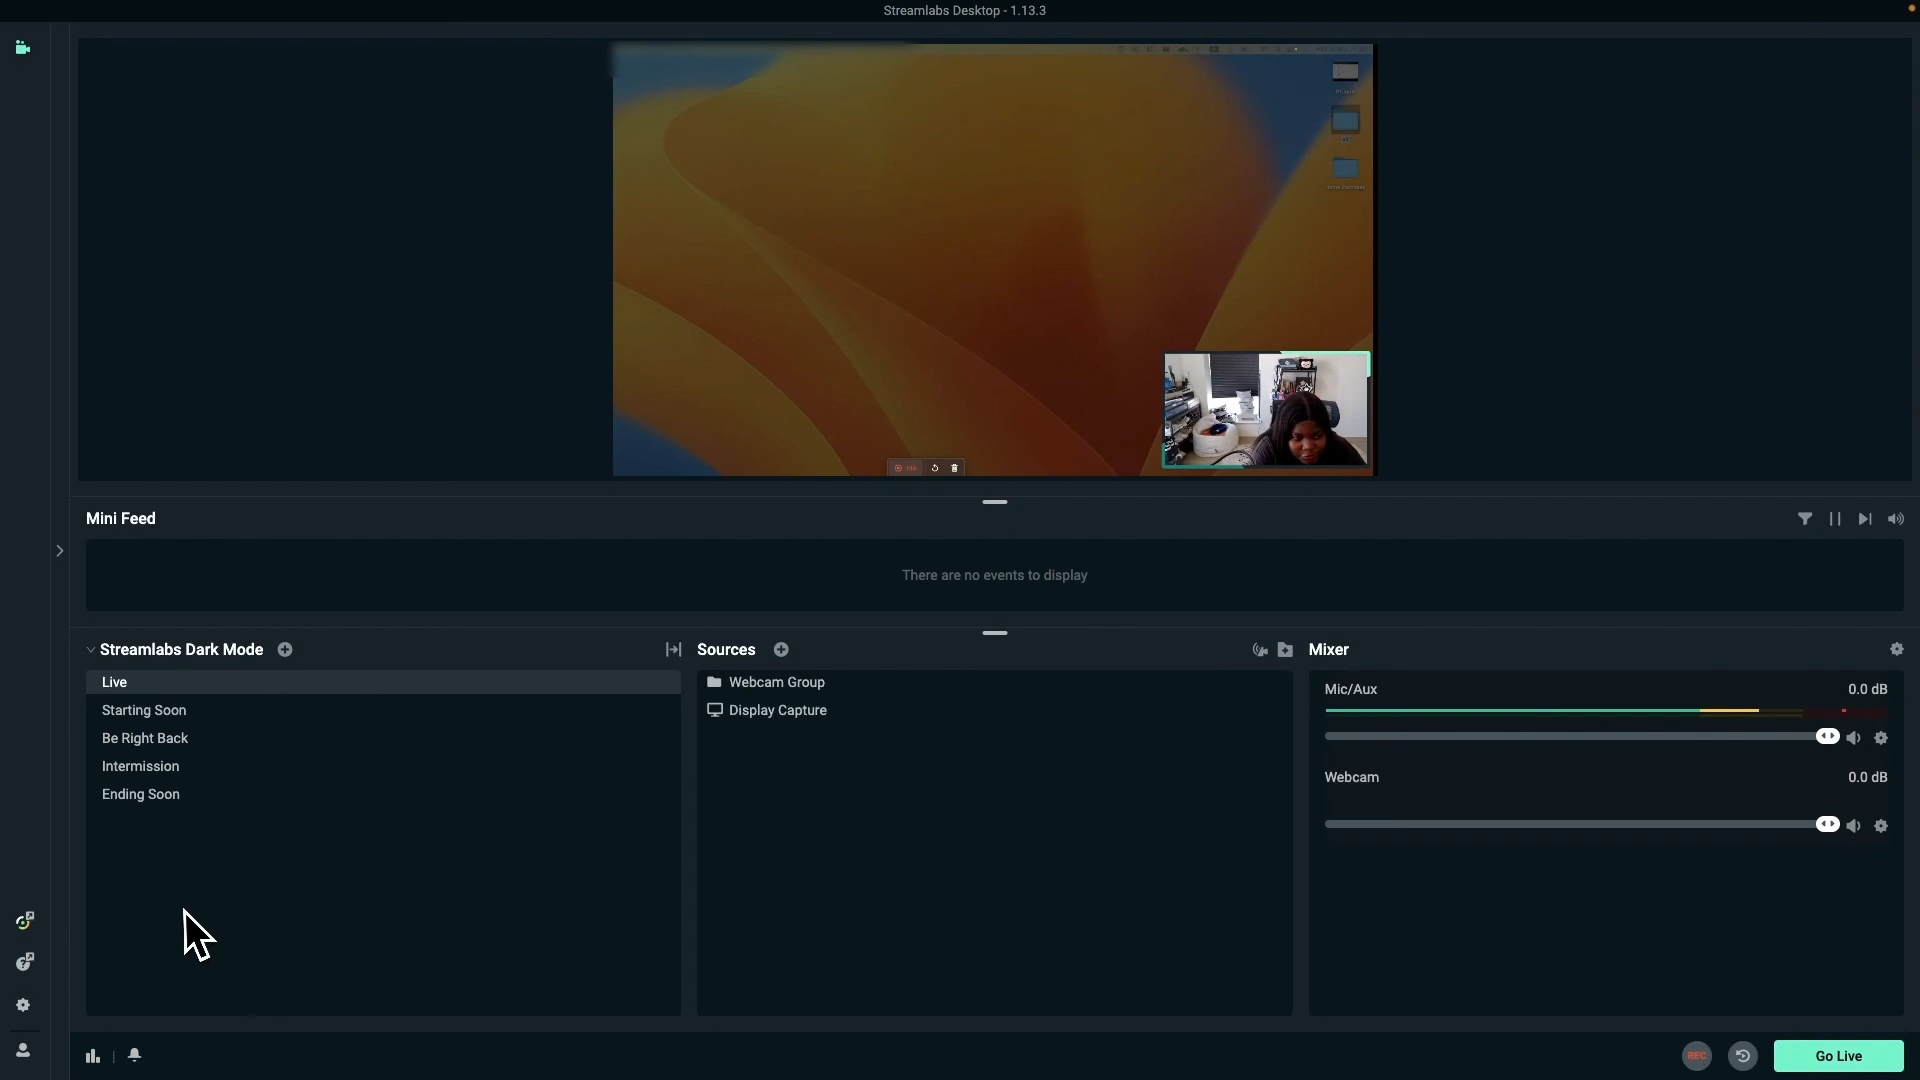 Streamlabs Desktop - 1.13.3
Mini Feed
There are no events to display
Streamlabs Dark Mode
Live
Starting Soon
Be Right Back
Intermission
Ending Soon
Sources
Webcam Group
Display Capture
Mixer
Mic/Aux 0.0 dB
Webcam 0.0 dB
REC
Go Live